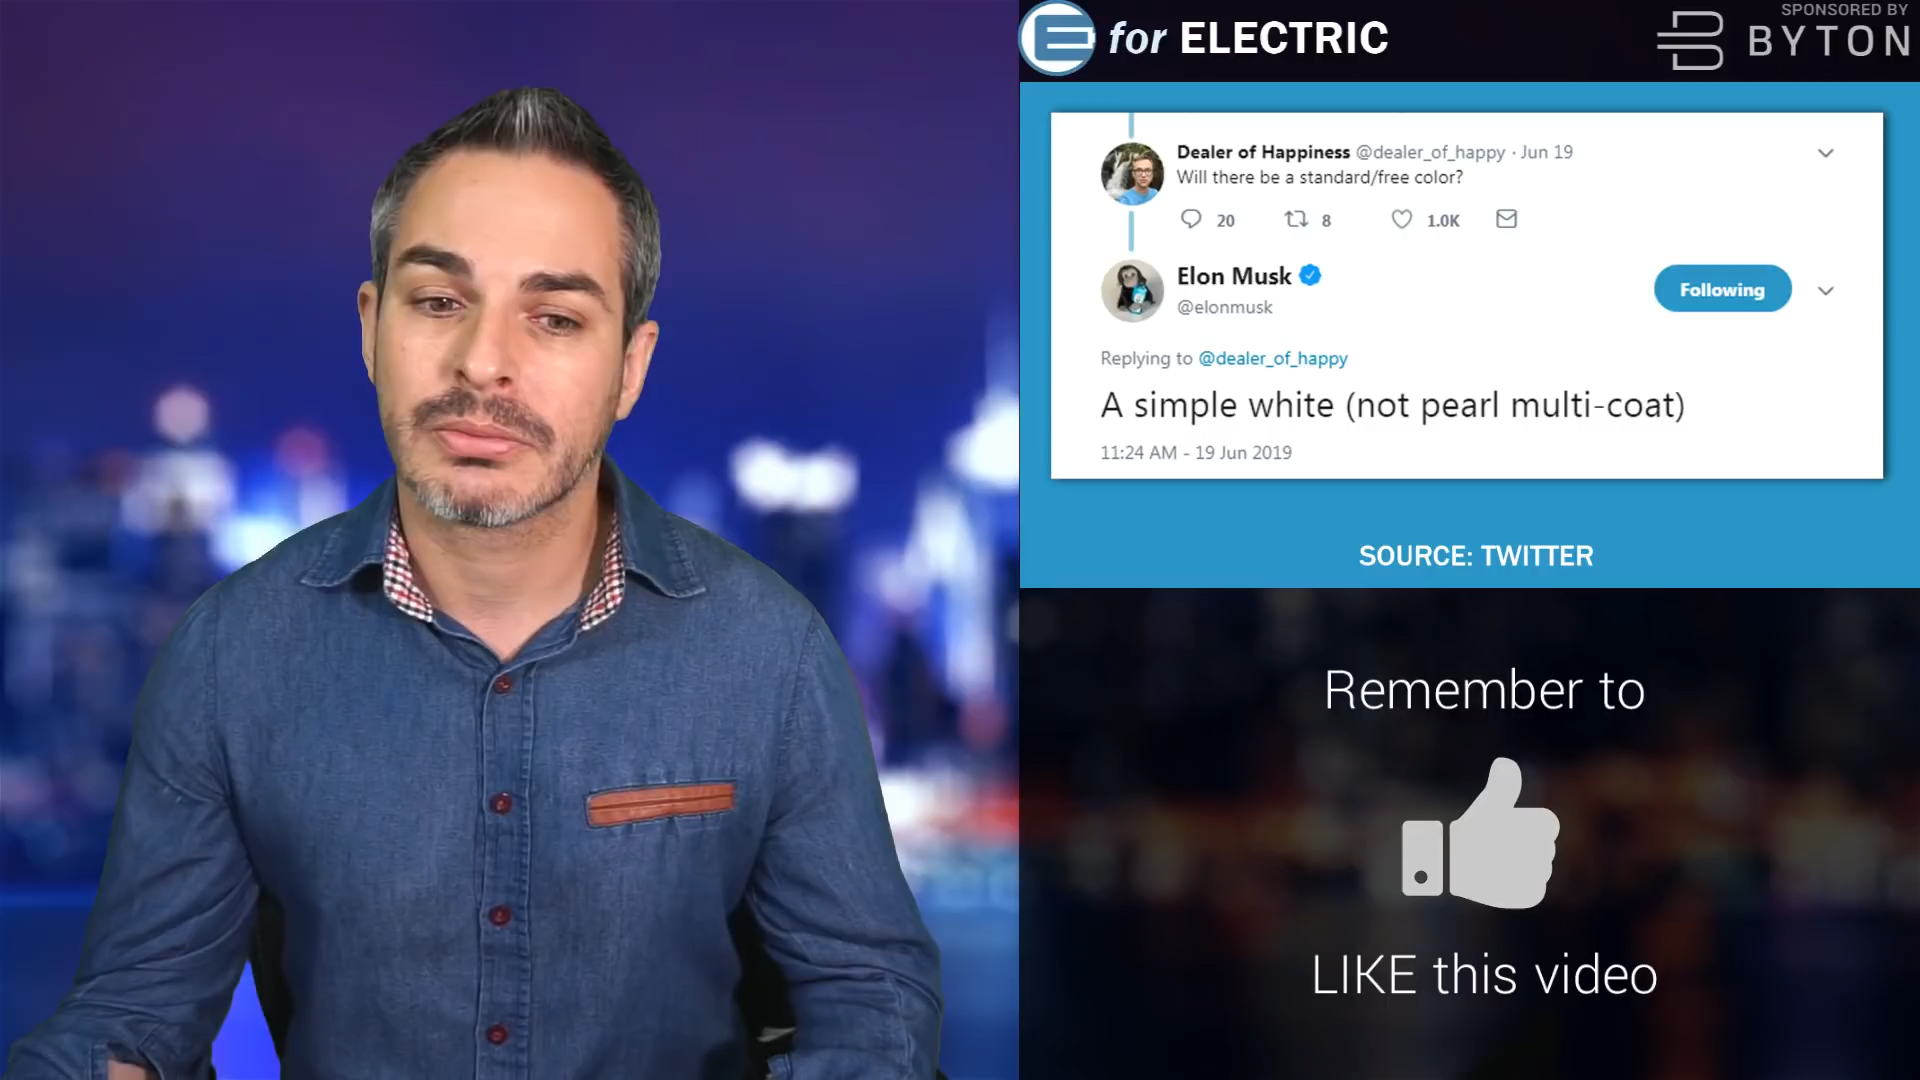 for ELECTRIC
SPONSORED BY
BYTON
Dealer of Happiness @dealer_of_happy · Jun 19
Will there be a standard/free color?
20 8 1.0K
Elon Musk
@elonmusk
Following
Replying to @dealer_of_happy
A simple white (not pearl multi-coat)
11:24 AM - 19 Jun 2019
SOURCE: TWITTER
Remember to
LIKE this video